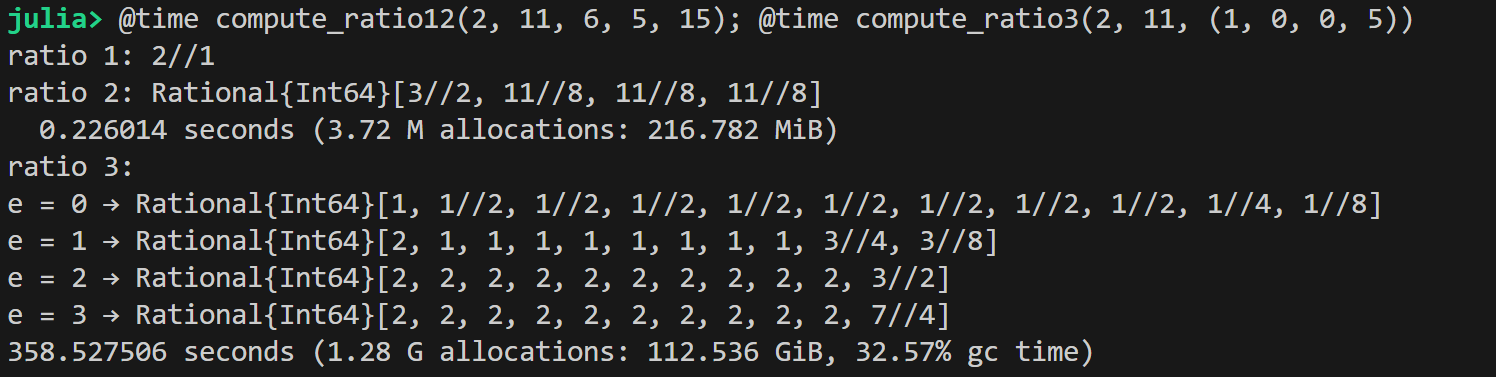 julia> @time compute_ratio12(2, 11, 6, 5, 15); @time compute_ratio3(2, 11, (1, 0, 0, 5))
ratio 1: 2//1
ratio 2: Rational{Int64}[3//2, 11//8, 11//8, 11//8]
  0.226014 seconds (3.72 M allocations: 216.782 MiB)
ratio 3:
e = 0 → Rational{Int64}[1, 1//2, 1//2, 1//2, 1//2, 1//2, 1//2, 1//2, 1//2, 1//4, 1//8]
e = 1 → Rational{Int64}[2, 1, 1, 1, 1, 1, 1, 1, 1, 3//4, 3//8]
e = 2 → Rational{Int64}[2, 2, 2, 2, 2, 2, 2, 2, 2, 2, 3//2]
e = 3 → Rational{Int64}[2, 2, 2, 2, 2, 2, 2, 2, 2, 2, 7//4]
358.527506 seconds (1.28 G allocations: 112.536 GiB, 32.57% gc time)